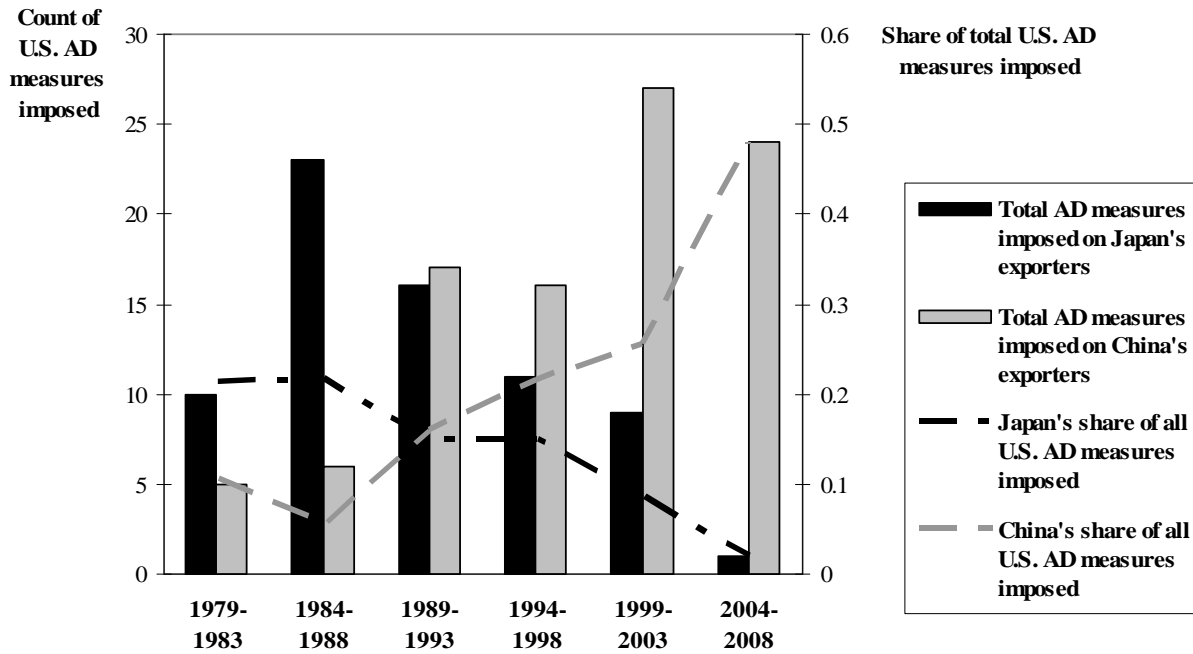 Count of
U.S. AD
measures
imposed
Share of total U.S. AD
measures imposed
30
25
20
15
10
5
0
0.6
0.5
0.4
0.3
0.2
0.1
0
1979-
1983
1984-
1988
1989-
1993
1994-
1998
1999-
2003
2004-
2008
Total AD measures
imposed on Japan's
exporters
Total AD measures
imposed on China's
exporters
Japan's share of all
U.S. AD measures
imposed
China's share of all
U.S. AD measures
imposed